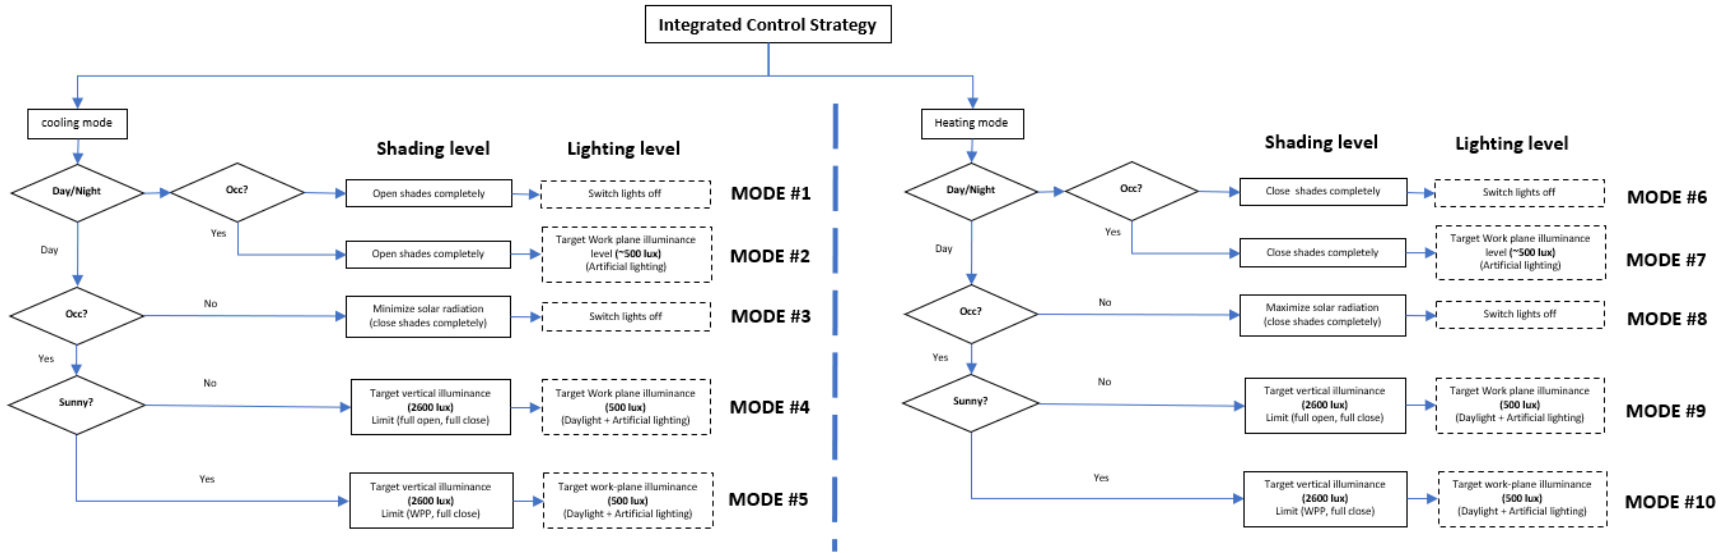 Integrated Control Strategy
cooling mode
Shading level
Lighting level
Day/Night
Occ?
Open shades completely
Switch lights off
MODE #1
Yes
Day
Open shades completely
Target Work plane illuminance
level (~500 lux)
(Artificial lighting)
MODE #2
Occ?
No
Minimize solar radiation
(close shades completely)
Switch lights off
MODE #3
Yes
Sunny?
No
Target vertical illuminance
(2600 lux)
Limit (full open, full close)
Target Work plane illuminance
(500 lux)
(Daylight + Artificial lighting)
MODE #4
Yes
Target vertical illuminance
(2600 lux)
Limit (WPP, full close)
Target work-plane illuminance
(500 lux)
(Daylight + Artificial lighting)
MODE #5
Heating mode
Shading level
Lighting level
Day/Night
Occ?
Close shades completely
Switch lights off
MODE #6
Yes
Day
Close shades completely
Target Work plane illuminance
level (~500 lux)
(Artificial lighting)
MODE #7
Occ?
No
Maximize solar radiation
(close shades completely)
Switch lights off
MODE #8
Yes
Sunny?
No
Target vertical illuminance
(2600 lux)
Limit (full open, full close)
Target Work plane illuminance
(500 lux)
(Daylight + Artificial lighting)
MODE #9
Yes
Target vertical illuminance
(2600 lux)
Limit (WPP, full close)
Target work-plane illuminance
(500 lux)
(Daylight + Artificial lighting)
MODE #10